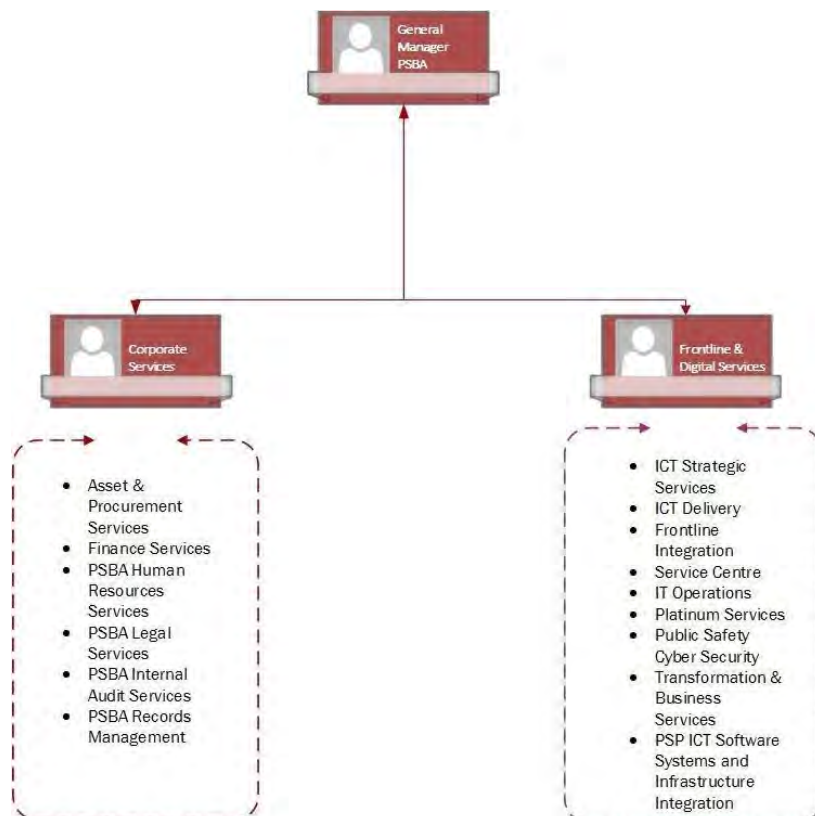 General
Manager
PSBA
Corporate
Services
Frontline &
Digital Services
• Asset &
Procurement
Services
• Finance Services
• PSBA Human
Resources
Services
• PSBA Legal
Services
• PSBA Internal
Audit Services
• PSBA Records
Management
• ICT Strategic
Services
• ICT Delivery
• Frontline
Integration
• Service Centre
• IT Operations
• Platinum Services
• Public Safety
Cyber Security
• Transformation &
Business
Services
• PSP ICT Software
Systems and
Infrastructure
Integration